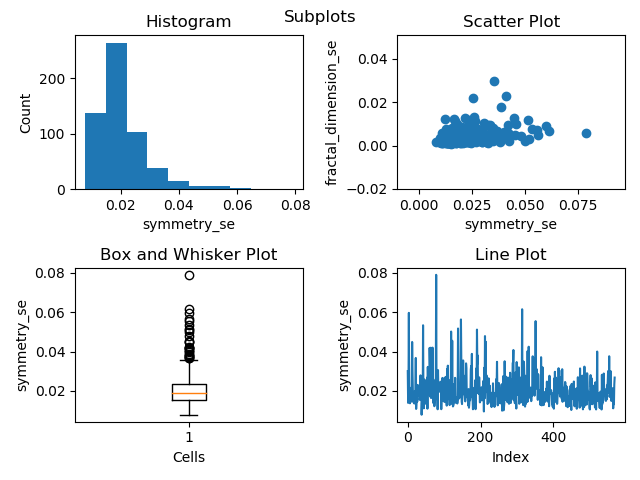 Subplots
Histogram
Count
200
100
0
0.02 0.04 0.06 0.08
symmetry_se
Scatter Plot
fractal_dimension_se
0.04
0.02
0.00
−0.02
0.000 0.025 0.050 0.075
symmetry_se
Box and Whisker Plot
symmetry_se
0.08
0.06
0.04
0.02
1
Cells
Line Plot
symmetry_se
0.08
0.06
0.04
0.02
0 200 400
Index